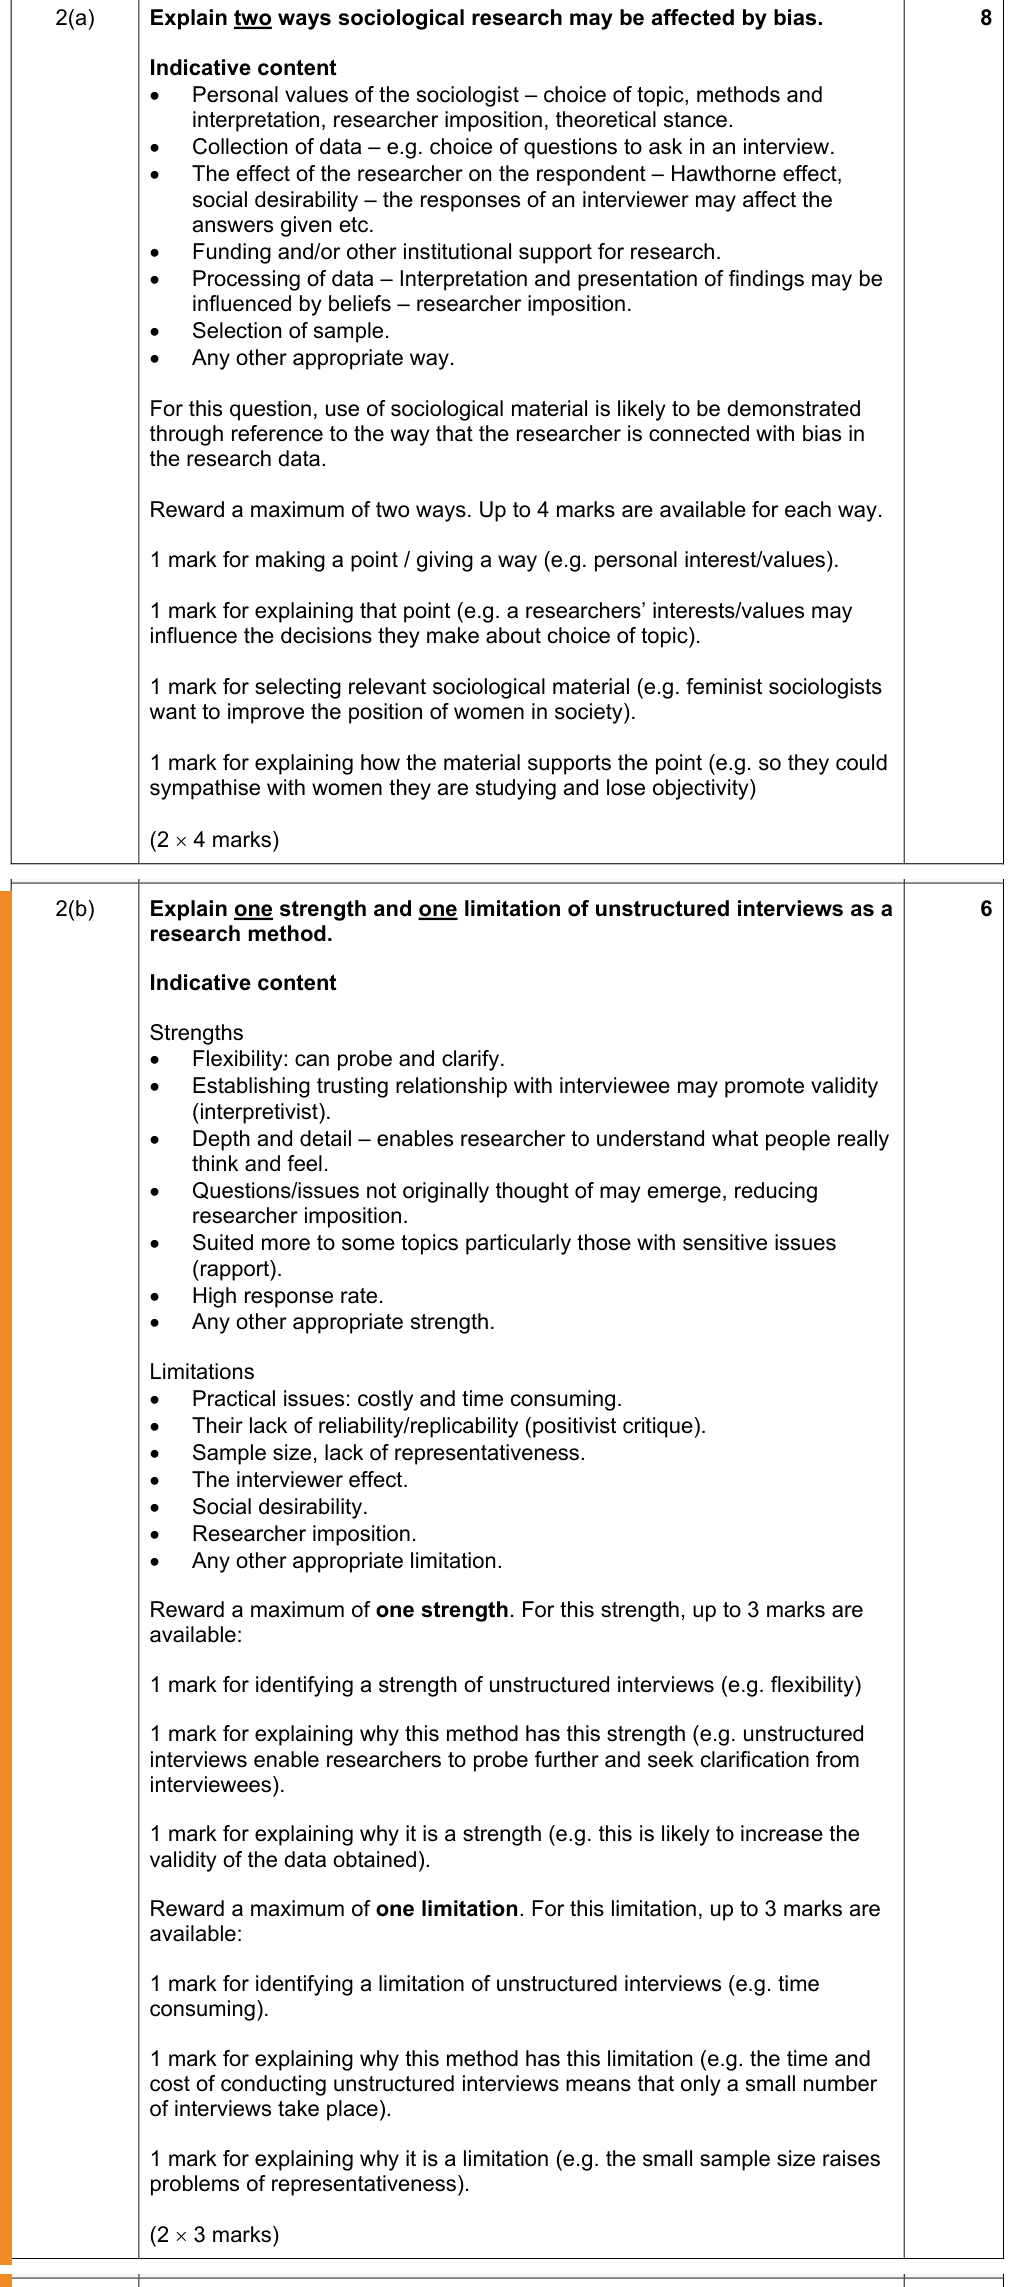 2(a)
Explain two ways sociological research may be affected by bias.
8
Indicative content
• Personal values of the sociologist – choice of topic, methods and
interpretation, researcher imposition, theoretical stance.
• Collection of data – e.g. choice of questions to ask in an interview.
• The effect of the researcher on the respondent – Hawthorne effect,
social desirability – the responses of an interviewer may affect the
answers given etc.
• Funding and/or other institutional support for research.
• Processing of data – Interpretation and presentation of findings may be
influenced by beliefs – researcher imposition.
• Selection of sample.
• Any other appropriate way.
For this question, use of sociological material is likely to be demonstrated
through reference to the way that the researcher is connected with bias in
the research data.
Reward a maximum of two ways. Up to 4 marks are available for each way.
1 mark for making a point / giving a way (e.g. personal interest/values).
1 mark for explaining that point (e.g. a researchers’ interests/values may
influence the decisions they make about choice of topic).
1 mark for selecting relevant sociological material (e.g. feminist sociologists
want to improve the position of women in society).
1 mark for explaining how the material supports the point (e.g. so they could
sympathise with women they are studying and lose objectivity)
(2 × 4 marks)
2(b)
Explain one strength and one limitation of unstructured interviews as a
research method.
6
Indicative content
Strengths
• Flexibility: can probe and clarify.
• Establishing trusting relationship with interviewee may promote validity
(interpretivist).
• Depth and detail – enables researcher to understand what people really
think and feel.
• Questions/issues not originally thought of may emerge, reducing
researcher imposition.
• Suited more to some topics particularly those with sensitive issues
(rapport).
• High response rate.
• Any other appropriate strength.
Limitations
• Practical issues: costly and time consuming.
• Their lack of reliability/replicability (positivist critique).
• Sample size, lack of representativeness.
• The interviewer effect.
• Social desirability.
• Researcher imposition.
• Any other appropriate limitation.
Reward a maximum of one strength. For this strength, up to 3 marks are
available:
1 mark for identifying a strength of unstructured interviews (e.g. flexibility)
1 mark for explaining why this method has this strength (e.g. unstructured
interviews enable researchers to probe further and seek clarification from
interviewees).
1 mark for explaining why it is a strength (e.g. this is likely to increase the
validity of the data obtained).
Reward a maximum of one limitation. For this limitation, up to 3 marks are
available:
1 mark for identifying a limitation of unstructured interviews (e.g. time
consuming).
1 mark for explaining why this method has this limitation (e.g. the time and
cost of conducting unstructured interviews means that only a small number
of interviews take place).
1 mark for explaining why it is a limitation (e.g. the small sample size raises
problems of representativeness).
(2 × 3 marks)